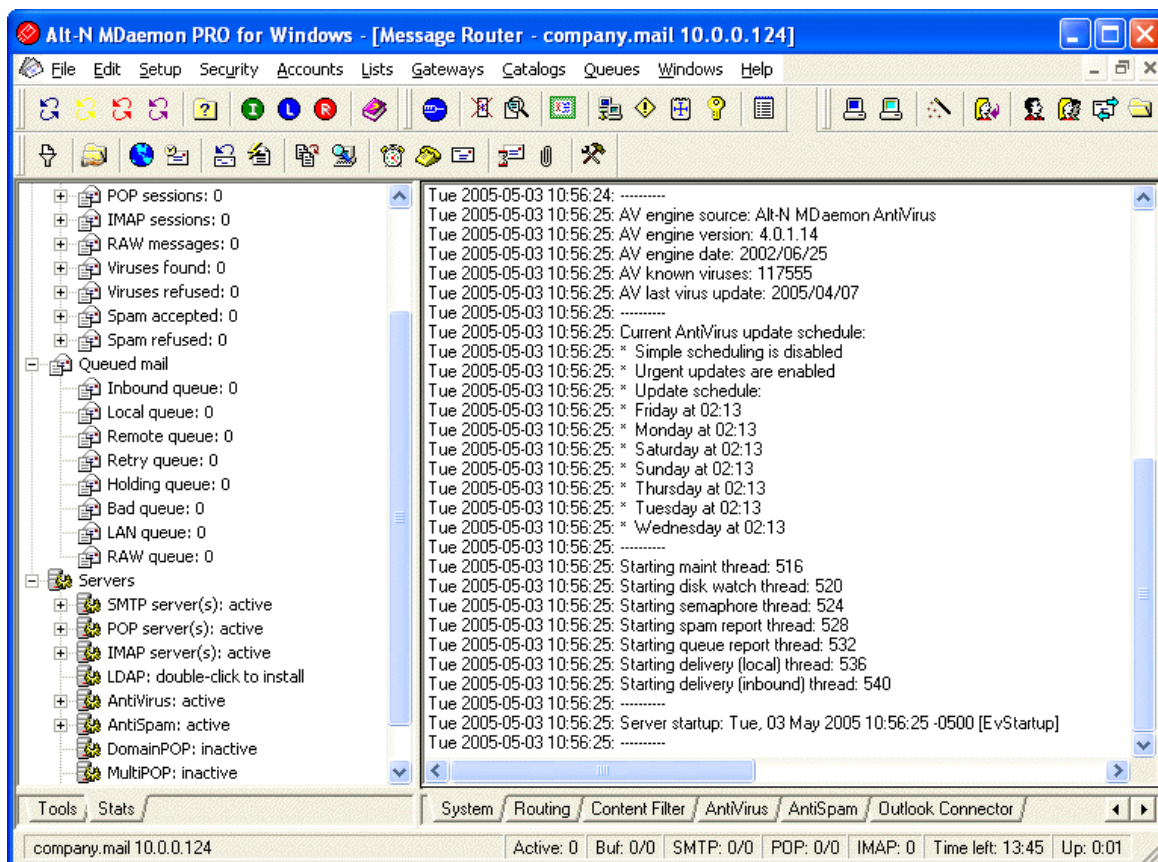 Alt-N MDaemon PRO for Windows - [Message Router - company.mail 10.0.0.124]
File Edit Setup Security Accounts Lists Gateways Catalogs Queues Windows Help
POP sessions: 0
IMAP sessions: 0
RAW messages: 0
Viruses found: 0
Viruses refused: 0
Spam accepted: 0
Spam refused: 0
Queued mail
Inbound queue: 0
Local queue: 0
Remote queue: 0
Retry queue: 0
Holding queue: 0
Bad queue: 0
LAN queue: 0
RAW queue: 0
Servers
SMTP server(s): active
POP server(s): active
IMAP server(s): active
LDAP: double-click to install
AntiVirus: active
AntiSpam: active
DomainPOP: inactive
MultiPOP: inactive
Tools Stats
Tue 2005-05-03 10:56:24: ----------
Tue 2005-05-03 10:56:25: AV engine source: Alt-N MDaemon AntiVirus
Tue 2005-05-03 10:56:25: AV engine version: 4.0.1.14
Tue 2005-05-03 10:56:25: AV engine date: 2002/06/25
Tue 2005-05-03 10:56:25: AV known viruses: 117555
Tue 2005-05-03 10:56:25: AV last virus update: 2005/04/07
Tue 2005-05-03 10:56:25: ----------
Tue 2005-05-03 10:56:25: Current AntiVirus update schedule:
Tue 2005-05-03 10:56:25: * Simple scheduling is disabled
Tue 2005-05-03 10:56:25: * Urgent updates are enabled
Tue 2005-05-03 10:56:25: * Update schedule:
Tue 2005-05-03 10:56:25: * Friday at 02:13
Tue 2005-05-03 10:56:25: * Monday at 02:13
Tue 2005-05-03 10:56:25: * Saturday at 02:13
Tue 2005-05-03 10:56:25: * Sunday at 02:13
Tue 2005-05-03 10:56:25: * Thursday at 02:13
Tue 2005-05-03 10:56:25: * Tuesday at 02:13
Tue 2005-05-03 10:56:25: * Wednesday at 02:13
Tue 2005-05-03 10:56:25: ----------
Tue 2005-05-03 10:56:25: Starting maint thread: 516
Tue 2005-05-03 10:56:25: Starting disk watch thread: 520
Tue 2005-05-03 10:56:25: Starting semaphore thread: 524
Tue 2005-05-03 10:56:25: Starting spam report thread: 528
Tue 2005-05-03 10:56:25: Starting queue report thread: 532
Tue 2005-05-03 10:56:25: Starting delivery (local) thread: 536
Tue 2005-05-03 10:56:25: Starting delivery (inbound) thread: 540
Tue 2005-05-03 10:56:25: ----------
Tue 2005-05-03 10:56:25: Server startup: Tue, 03 May 2005 10:56:25 -0500 [EvStartup]
Tue 2005-05-03 10:56:25: ----------
System Routing Content Filter AntiVirus AntiSpam Outlook Connector
company.mail 10.0.0.124 Active: 0 Buf: 0/0 SMTP: 0/0 POP: 0/0 IMAP: 0 Time left: 13:45 Up: 0:01